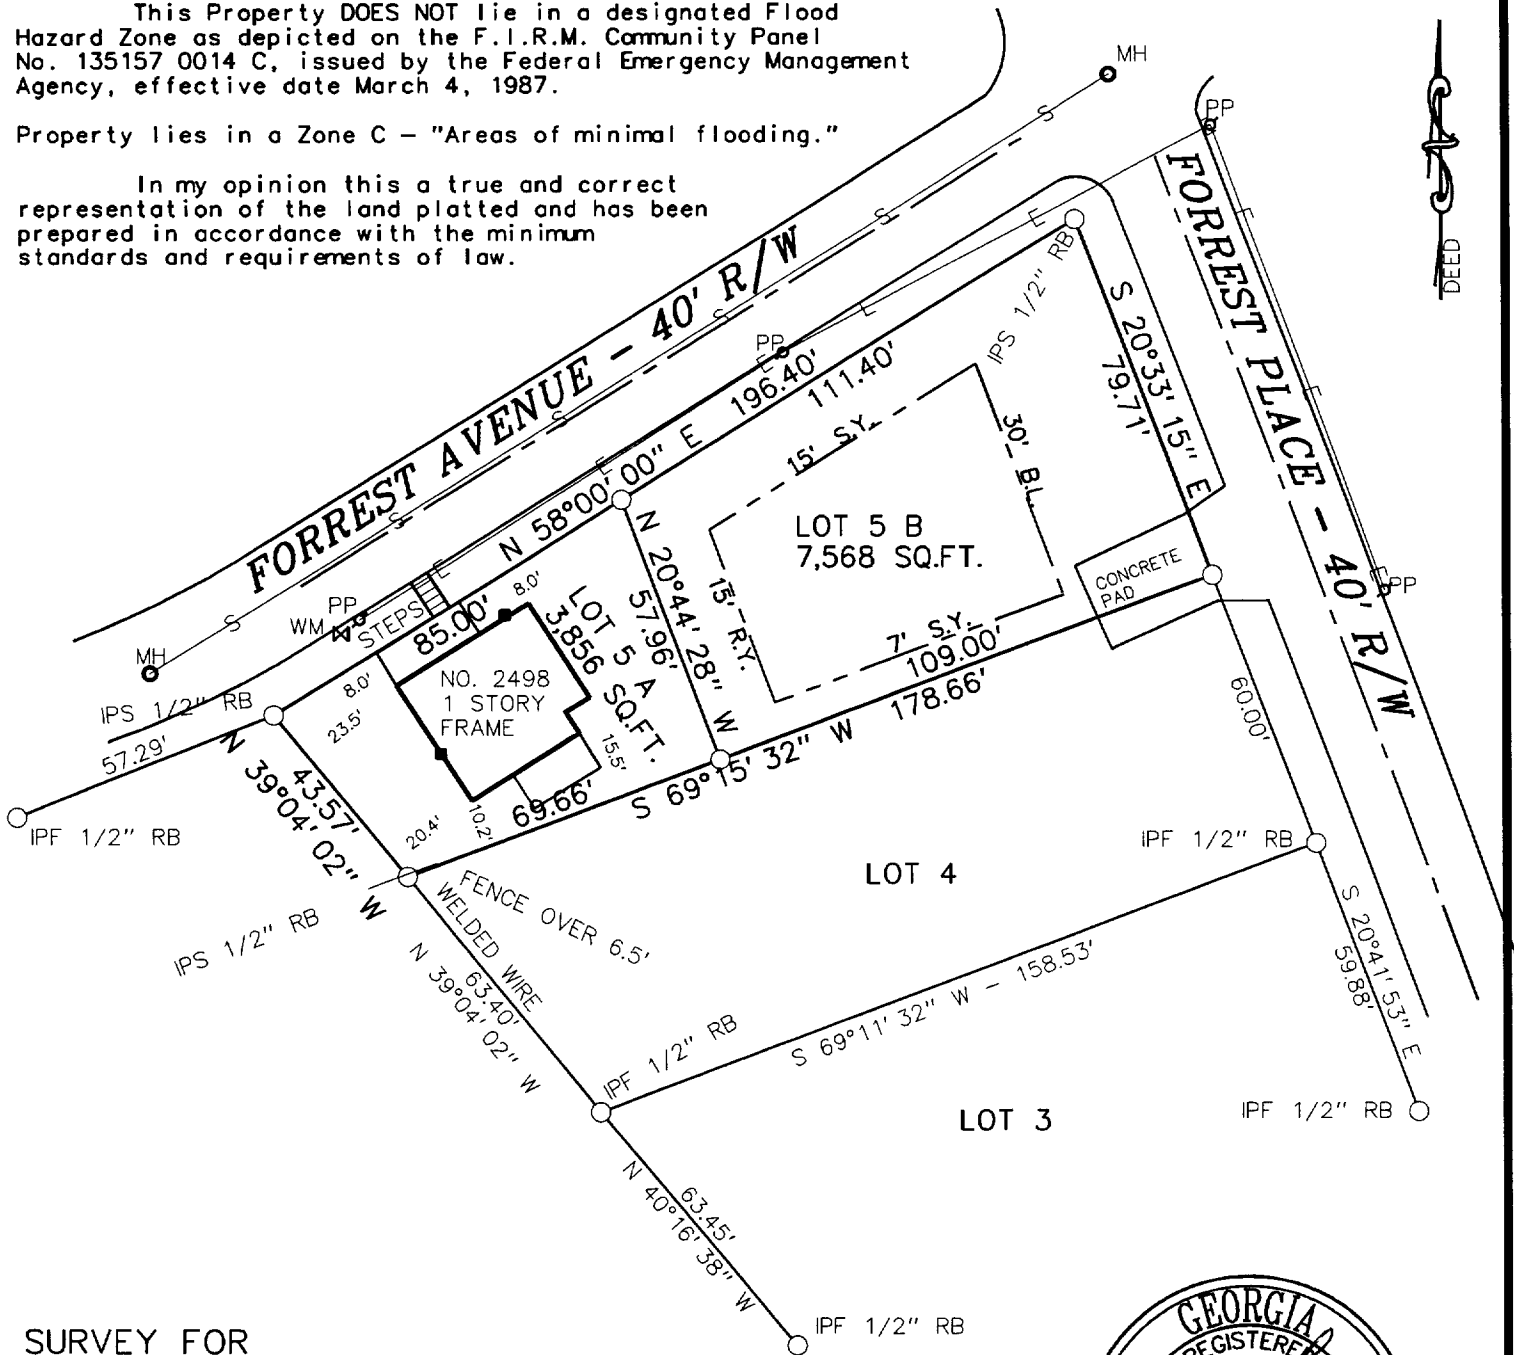 This Property DOES NOT lie in a designated Flood
Hazard Zone as depicted on the F.I.R.M. Community Panel
No. 135157 0014 C, issued by the Federal Emergency Management
Agency, effective date March 4, 1987.
Property lies in a Zone C – "Areas of minimal flooding."
In my opinion this a true and correct
representation of the land platted and has been
prepared in accordance with the minimum
standards and requirements of law.
MH
PP
DEED
FORREST AVENUE - 40' R/W
FORREST PLACE - 40' R/W
S
S
S
S
S
S
E
E
E
E
E
E
E
E
PP
IPS 1/2" RB
S 20°33'15" E
79.71'
196.40'
111.40'
N 58°00'00" E
15' S.Y.
30' B.L.
15' R.Y.
7' S.Y.
LOT 5 B
7,568 SQ.FT.
CONCRETE
PAD
PP
N 20°44'28" W
57.96'
109.00'
178.66'
S 69°15'32" W
PP
WM
STEPS
85.00'
8.0'
LOT 5 A
3,856 SQ.FT.
MH
8.0'
23.5'
NO. 2498
1 STORY
FRAME
15.5'
IPS 1/2" RB
57.29'
43.57'
N 39°04'02" W
20.4'
10.2'
69.66'
IPF 1/2" RB
60.00'
IPF 1/2" RB
LOT 4
FENCE OVER 6.5'
WELDED WIRE
63.40'
N 39°04'02" W
IPS 1/2" RB
S 20°41'53" E
59.88'
IPF 1/2" RB
S 69°11'32" W - 158.53'
LOT 3
IPF 1/2" RB
63.45'
N 40°16'38" W
IPF 1/2" RB
SURVEY FOR
GEORGIA
REGISTERED